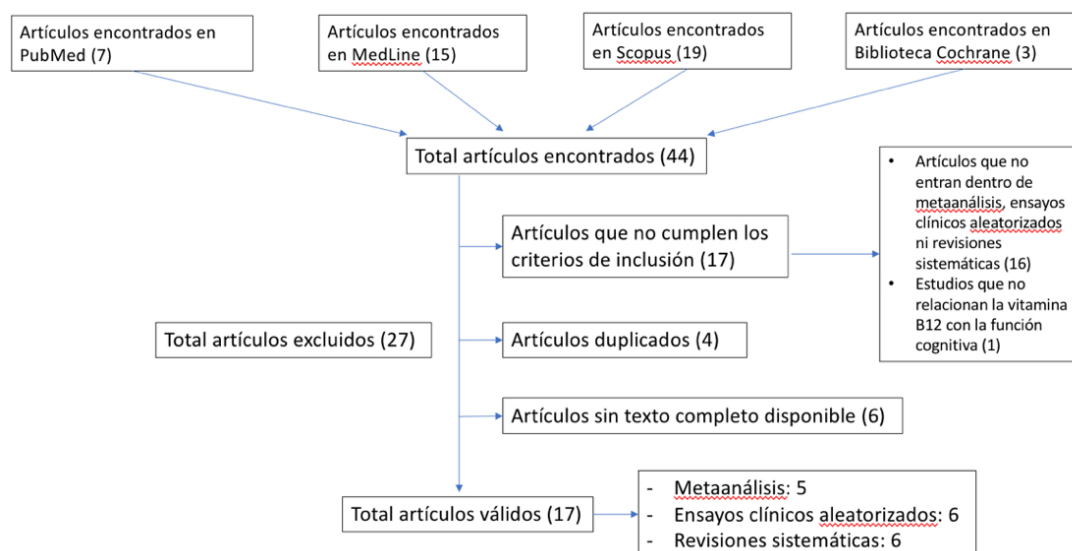 Artículos encontrados en
PubMed (7)
Artículos encontrados
en MedLine (15)
Artículos encontrados
en Scopus (19)
Artículos encontrados en
Biblioteca Cochrane (3)
Total artículos encontrados (44)
Artículos que no cumplen los
criterios de inclusión (17)
• Artículos que no
entran dentro de
metaanálisis, ensayos
clínicos aleatorizados
ni revisiones
sistemáticas (16)
• Estudios que no
relacionan la vitamina
B12 con la función
cognitiva (1)
Total artículos excluidos (27)
Artículos duplicados (4)
Artículos sin texto completo disponible (6)
Total artículos válidos (17)
- Metaanálisis: 5
- Ensayos clínicos aleatorizados: 6
- Revisiones sistemáticas: 6